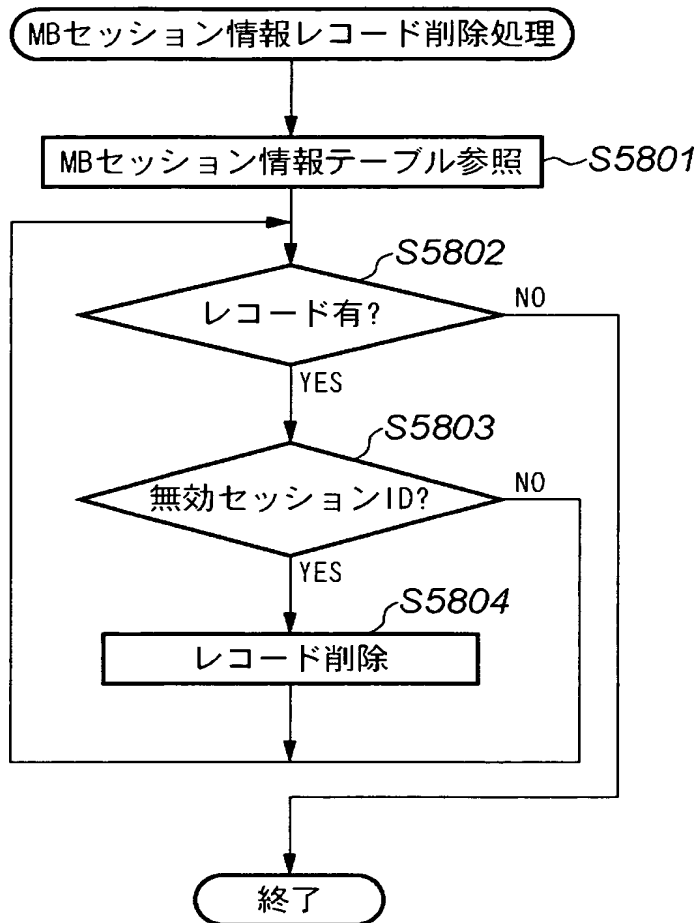 MBセッション情報レコード削除処理
MBセッション情報テーブル参照
S5801
S5802
レコード有?
NO
YES
S5803
無効セッションID?
NO
YES
S5804
レコード削除
終了